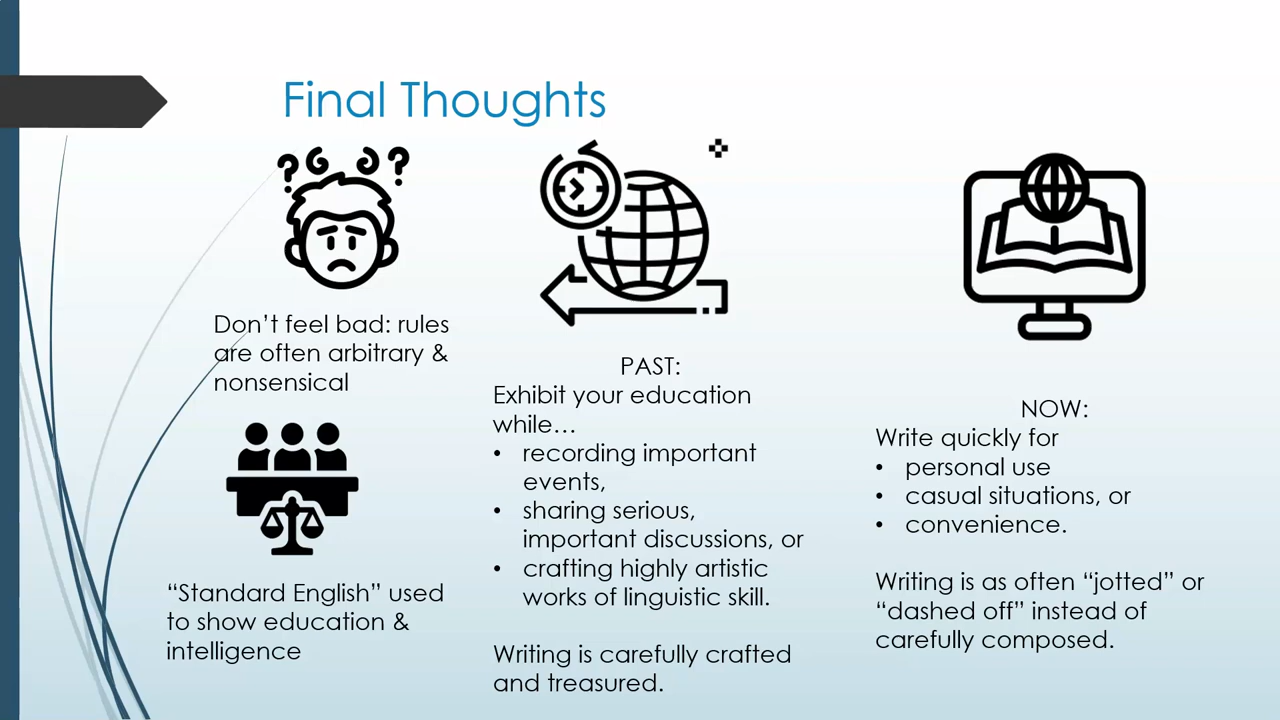 Final Thoughts
Don’t feel bad: rules
are often arbitrary &
nonsensical
“Standard English” used
to show education &
intelligence
PAST:
Exhibit your education
while…
• recording important
events,
• sharing serious,
important discussions, or
• crafting highly artistic
works of linguistic skill.
Writing is carefully crafted
and treasured.
NOW:
Write quickly for
• personal use
• casual situations, or
• convenience.
Writing is as often “jotted” or
“dashed off” instead of
carefully composed.